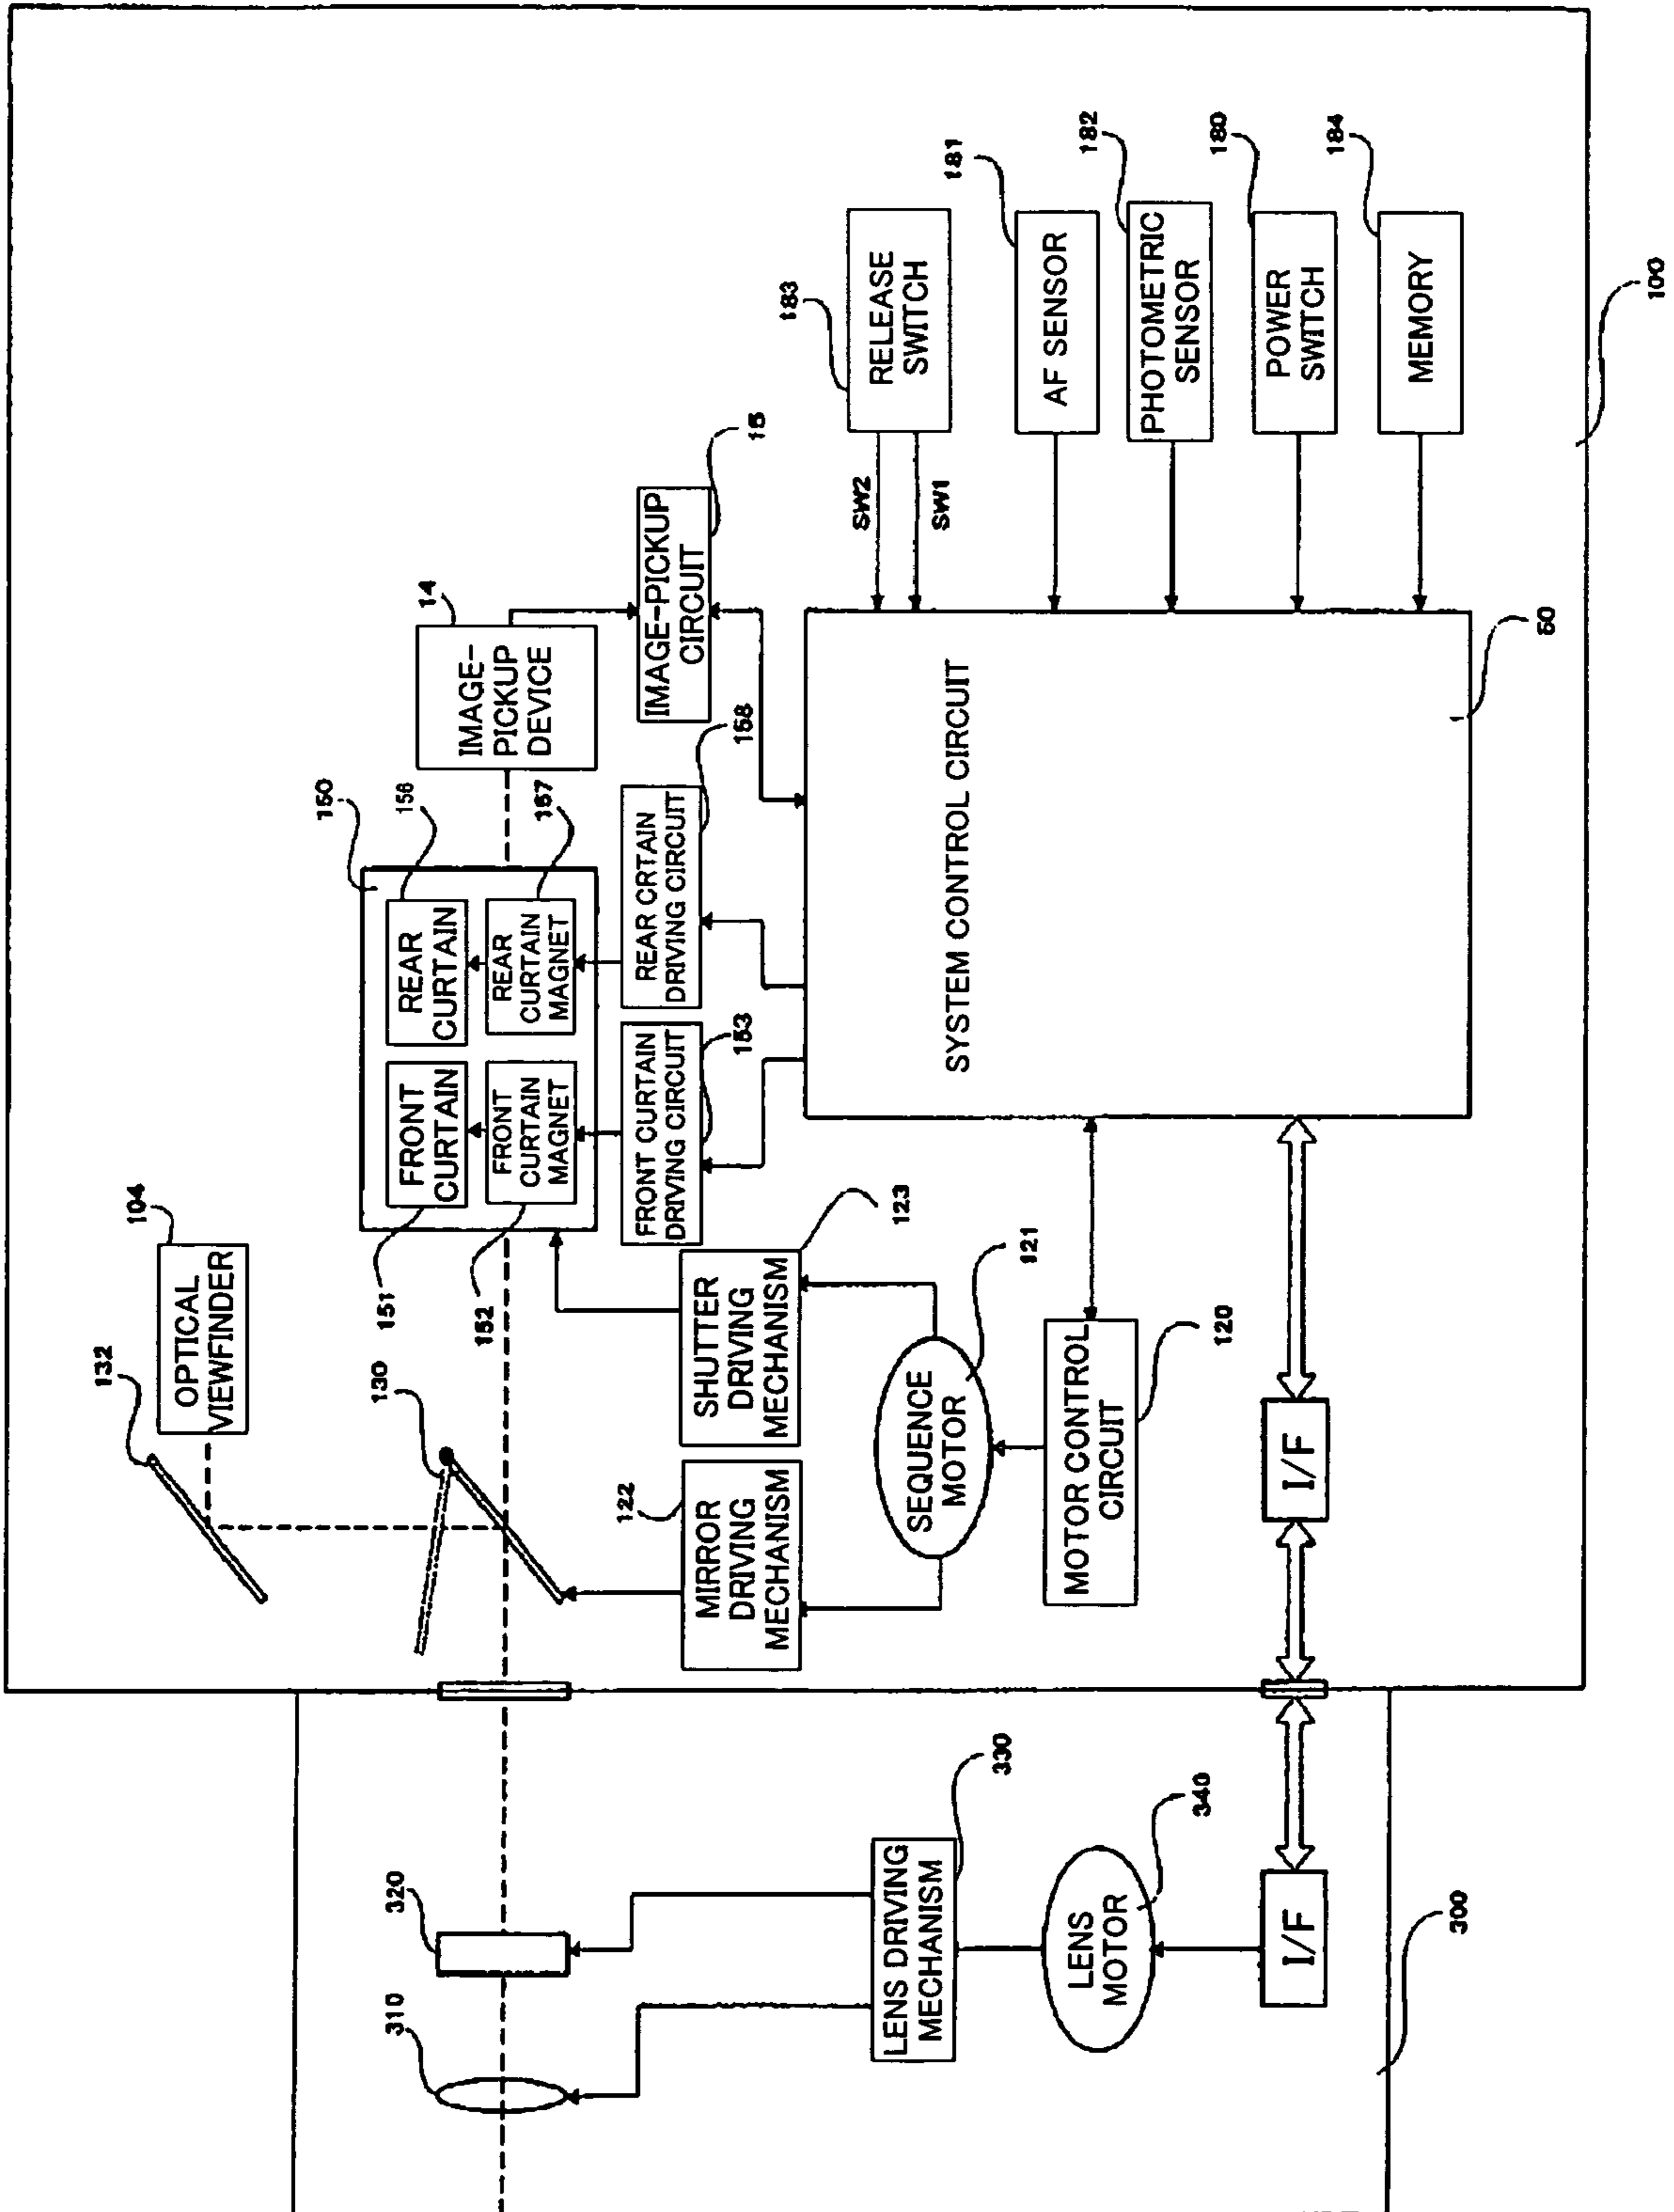 132
104
OPTICAL
VIEWFINDER
130
151
152
150
156
157
FRONT
CURTAIN
REAR
CURTAIN
FRONT
CURTAIN
MAGNET
REAR
CURTAIN
MAGNET
14
IMAGE-
PICKUP
DEVICE
310
320
122
MIRROR
DRIVING
MECHANISM
SHUTTER
DRIVING
MECHANISM
123
FRONT CURTAIN
DRIVING CIRCUIT
153
REAR CRTAIN
DRIVING CIRCUIT
158
IMAGE-PICKUP
CIRCUIT
15
183
RELEASE
SWITCH
SW2
SW1
LENS DRIVING
MECHANISM
330
SEQUENCE
MOTOR
121
SYSTEM CONTROL CIRCUIT
50
181
AF SENSOR
182
PHOTOMETRIC
SENSOR
LENS
MOTOR
340
MOTOR CONTROL
CIRCUIT
120
180
POWER
SWITCH
184
MEMORY
I/F
I/F
300
100